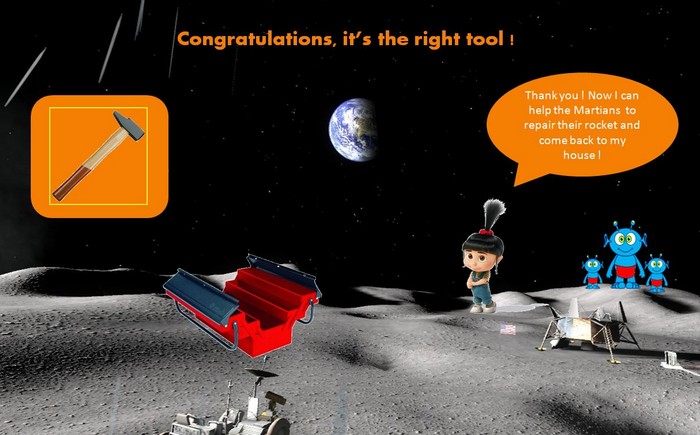 Congratulations, it's the right tool !
Thank you ! Now I can
help the Martians to
repair their rocket and
come back to my
house !